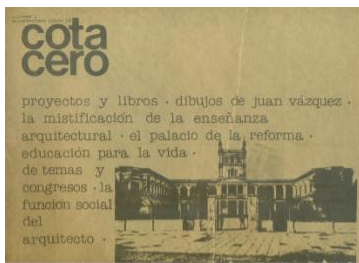 cota
cero
proyectos y libros · dibujos de juan vázquez ·
la mistificación de la enseñanza
arquitectural · el palacio de la reforma ·
educación para la vida ·
de temas y
congresos · la
función social
del
arquitecto ·